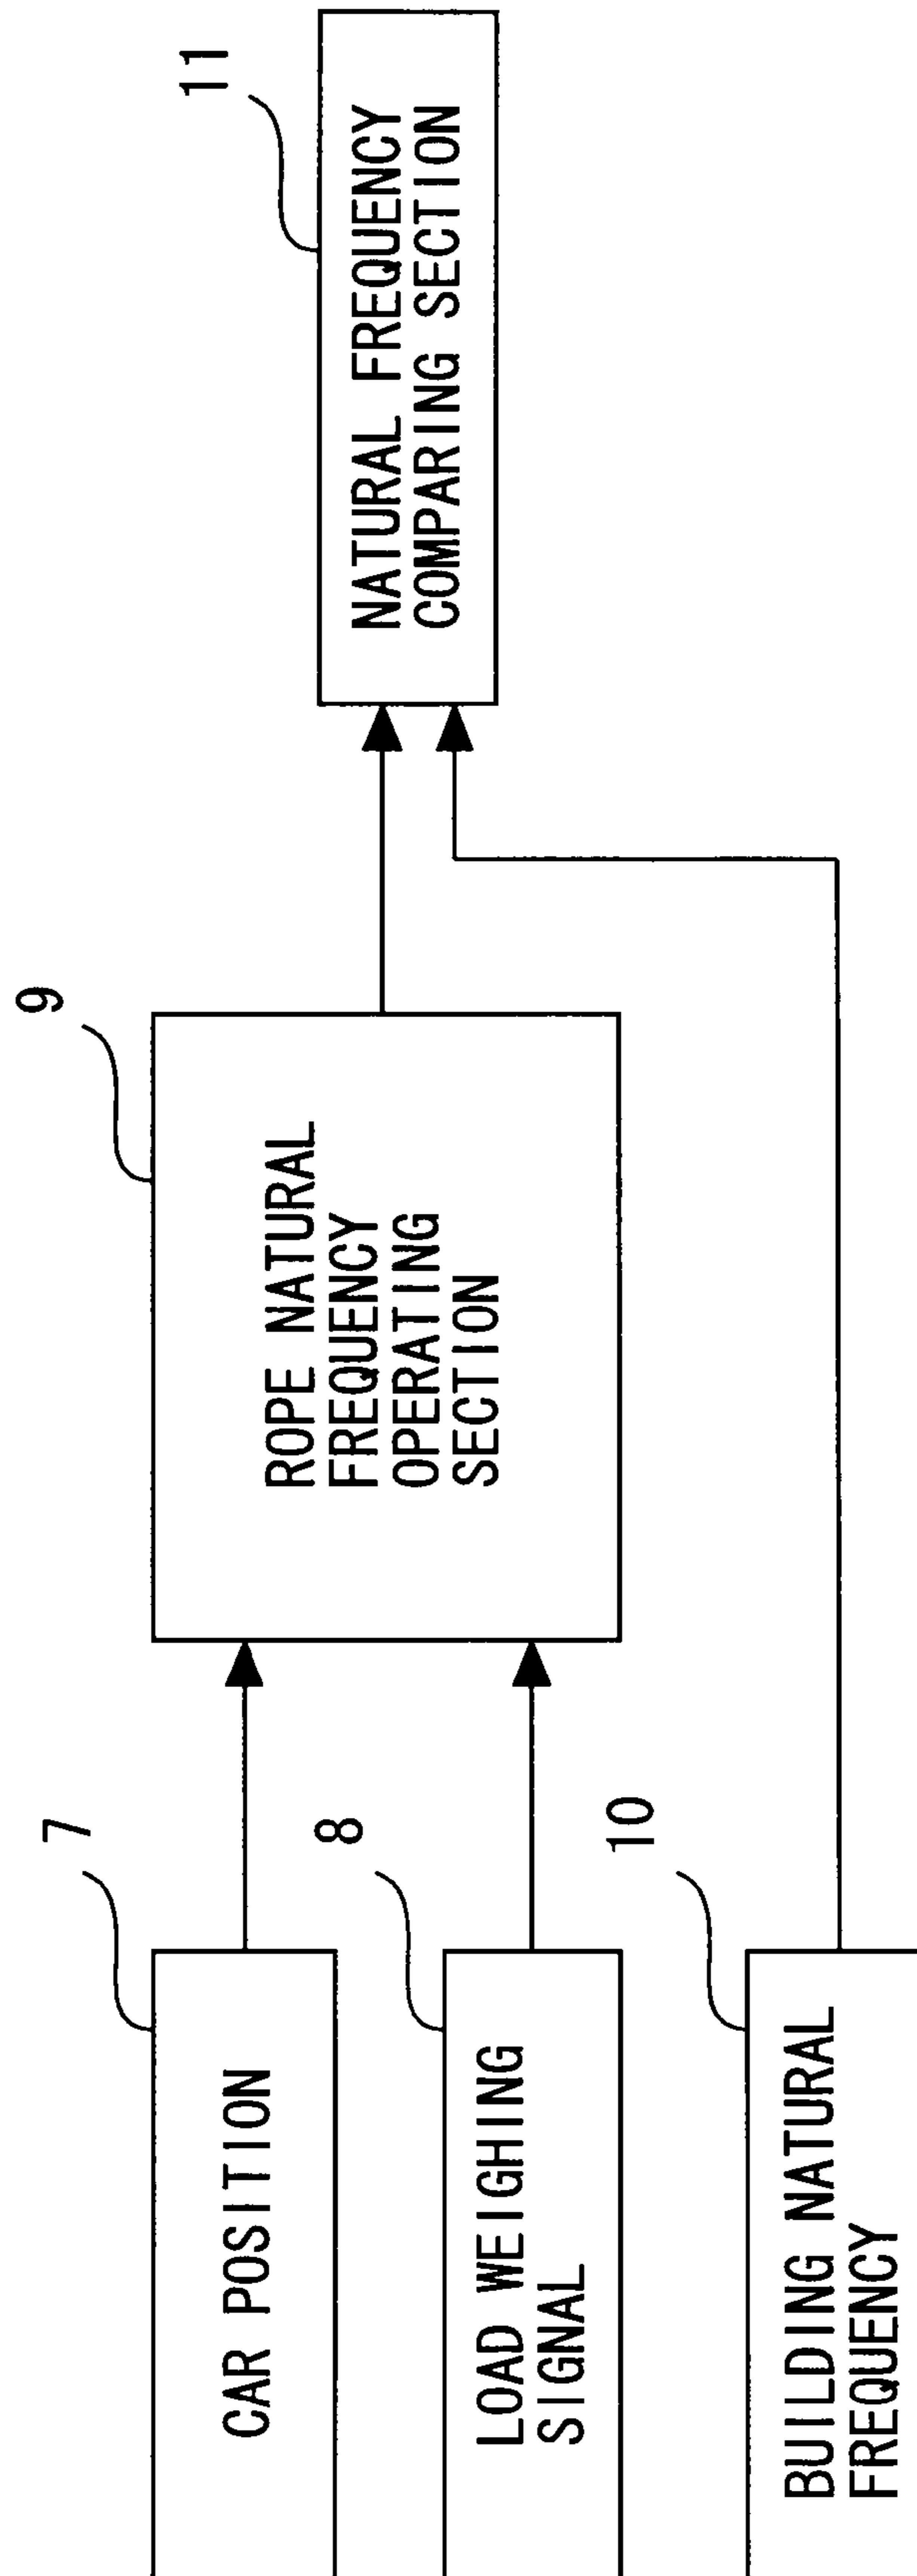 7
CAR POSITION
8
LOAD WEIGHING
SIGNAL
10
BUILDING NATURAL
FREQUENCY
9
ROPE NATURAL
FREQUENCY
OPERATING
SECTION
11
NATURAL FREQUENCY
COMPARING SECTION